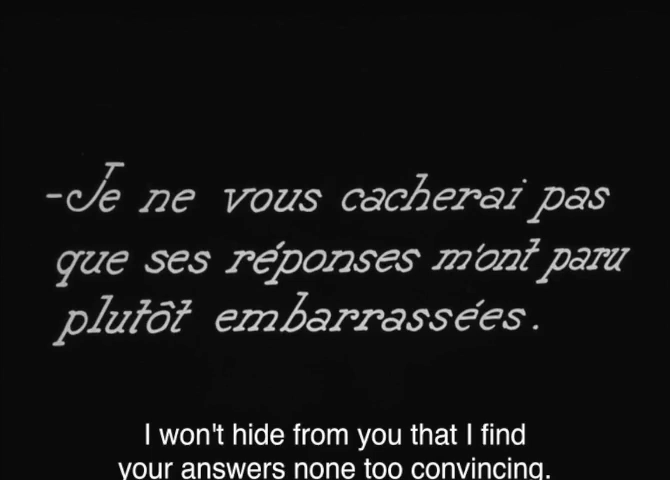 -Je ne vous cacherai pas
que ses réponses m'ont paru
plutôt embarrassées.
I won't hide from you that I find
your answers none too convincing.